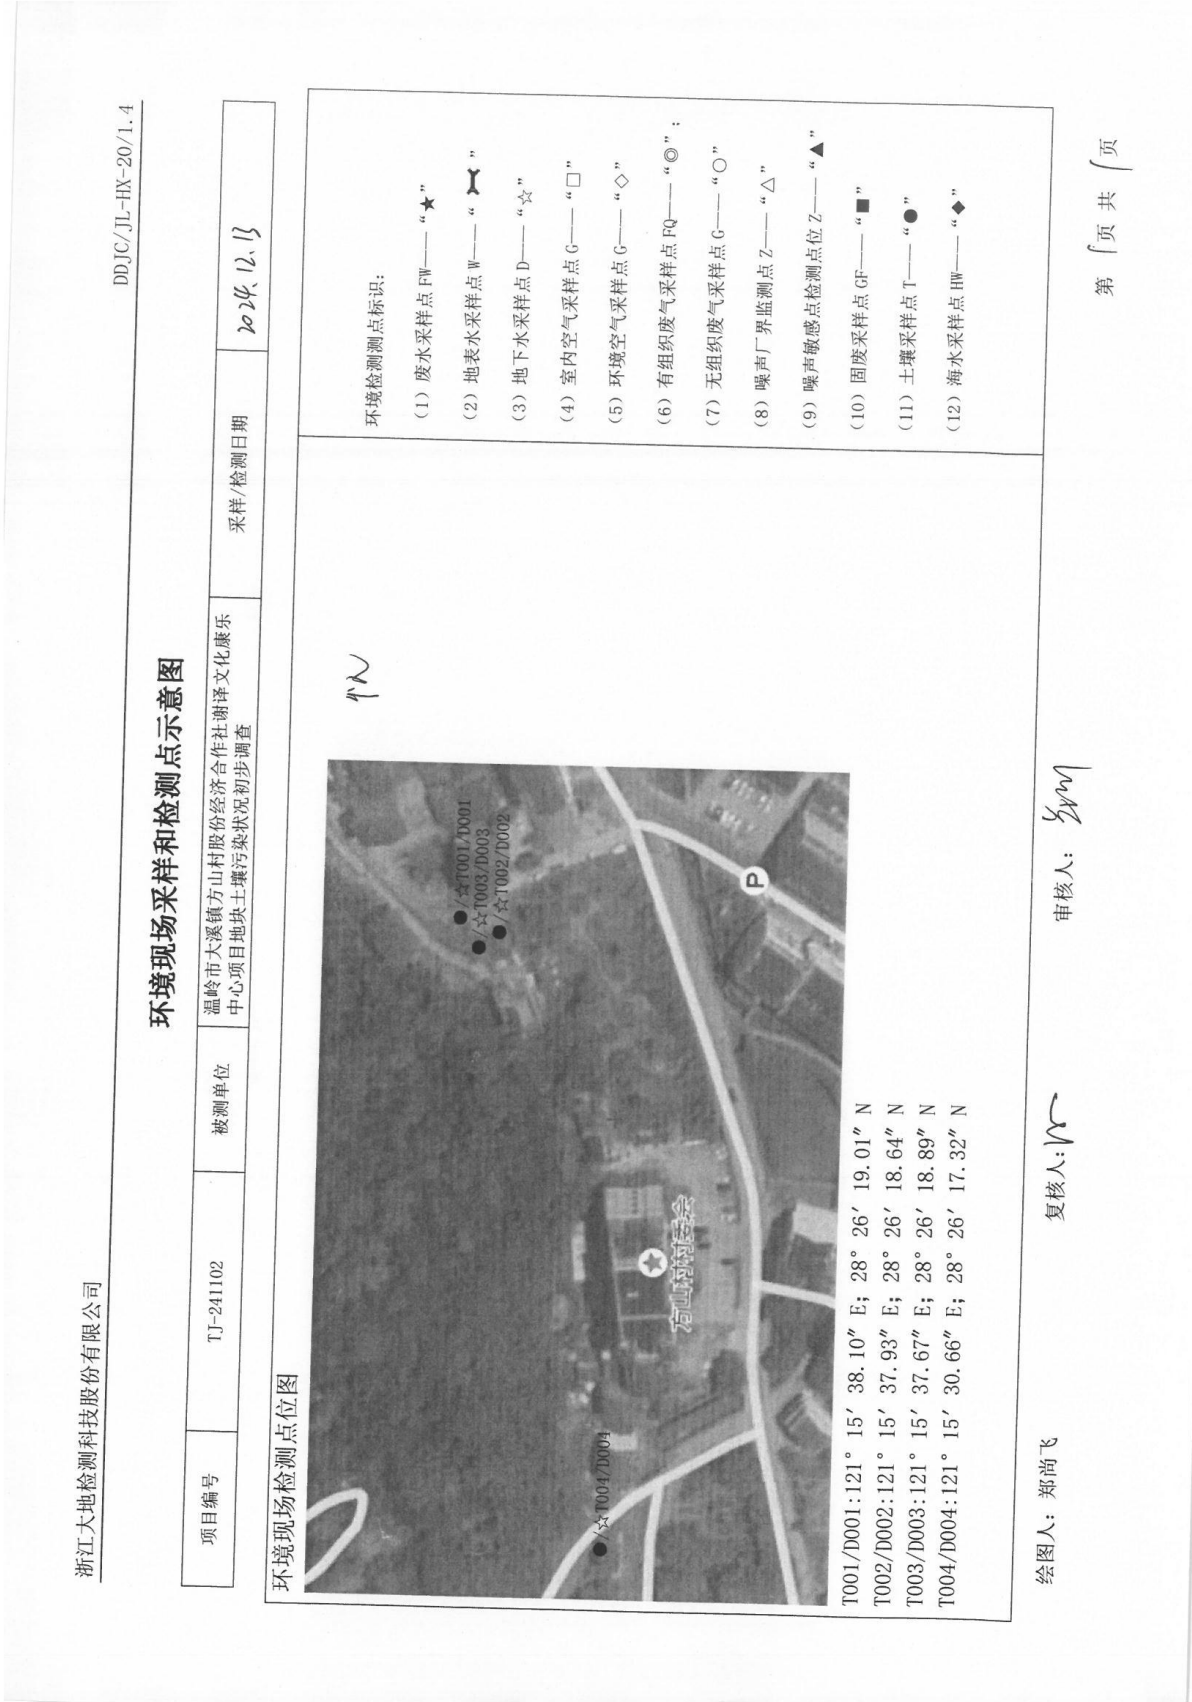 浙江大地检测科技股份有限公司
DDJC/JL-HX-20/1.4
环境现场采样和检测点示意图
项目编号
TJ-241102
被测单位
温岭市大溪镇方山村股份经济合作社谢译文化康乐
中心项目地块土壤污染状况初步调查
采样/检测日期
2024.12.13
环境现场检测点位图
●/☆T001/D001
●/☆T003/D003
●/☆T002/D002
P
方山村村委会
●/☆T004/D004
T001/D001:121° 15′ 38.10″ E; 28° 26′ 19.01″ N
T002/D002:121° 15′ 37.93″ E; 28° 26′ 18.64″ N
T003/D003:121° 15′ 37.67″ E; 28° 26′ 18.89″ N
T004/D004:121° 15′ 30.66″ E; 28° 26′ 17.32″ N
环境检测测点标识:
(1) 废水采样点 FW—— “★”
(2) 地表水采样点 W—— “ ”
(3) 地下水采样点 D—— “☆”
(4) 室内空气采样点 G—— “□”
(5) 环境空气采样点 G—— “◇”
(6) 有组织废气采样点 FQ—— “◎”;
(7) 无组织废气采样点 G—— “○”
(8) 噪声厂界监测点 Z—— “△”
(9) 噪声敏感点检测点位 Z—— “▲”
(10) 固废采样点 GF—— “■”
(11) 土壤采样点 T—— “●”
(12) 海水采样点 HW—— “◆”
绘图人: 郑尚飞
复核人:
审核人:
第 1 页 共 1 页